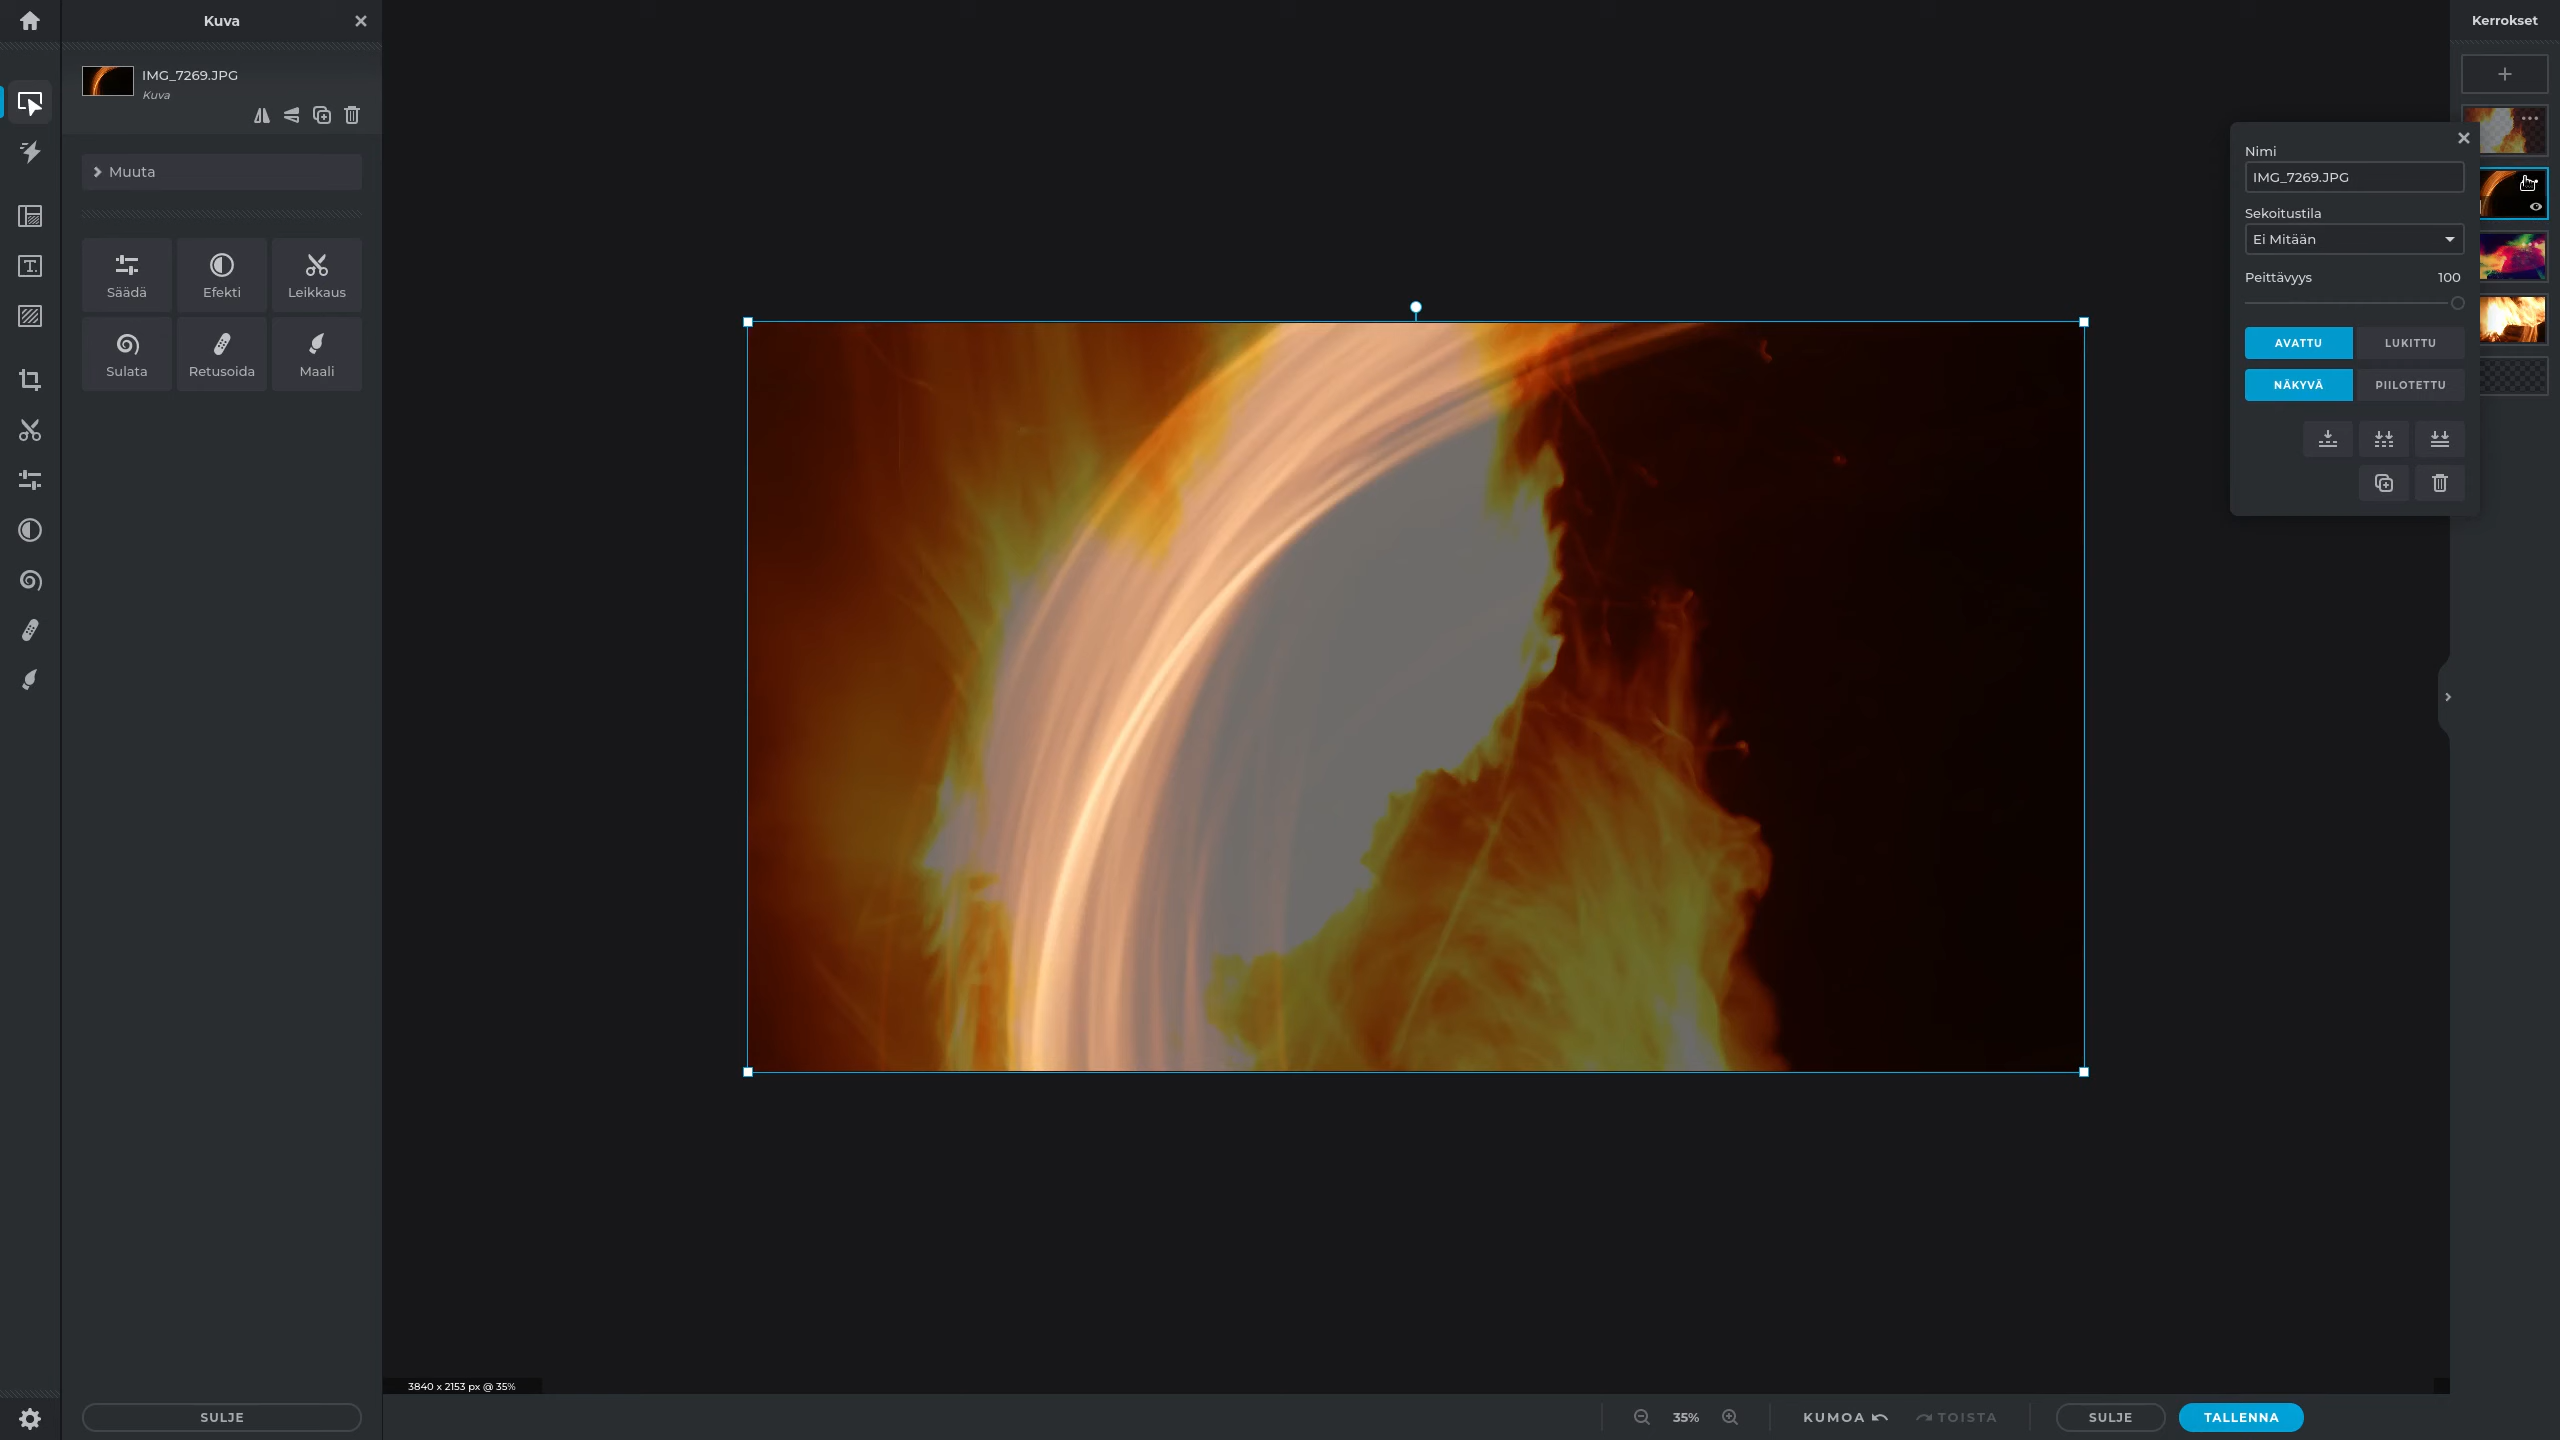 Kuva
IMG_7269.JPG
Kuva
Muuta
Säädä
Efekti
Leikkaus
Sulata
Retusoida
Maali
SULJE
3840 x 2153 px @ 35%
35%
KUMOA
TOISTA
SULJE
TALLENNA
Kerrokset
Nimi
IMG_7269.JPG
Sekoitustila
Ei Mitään
Peittävyys 100
AVATTU LUKITTU
NÄKYVÄ PIILOTETTU